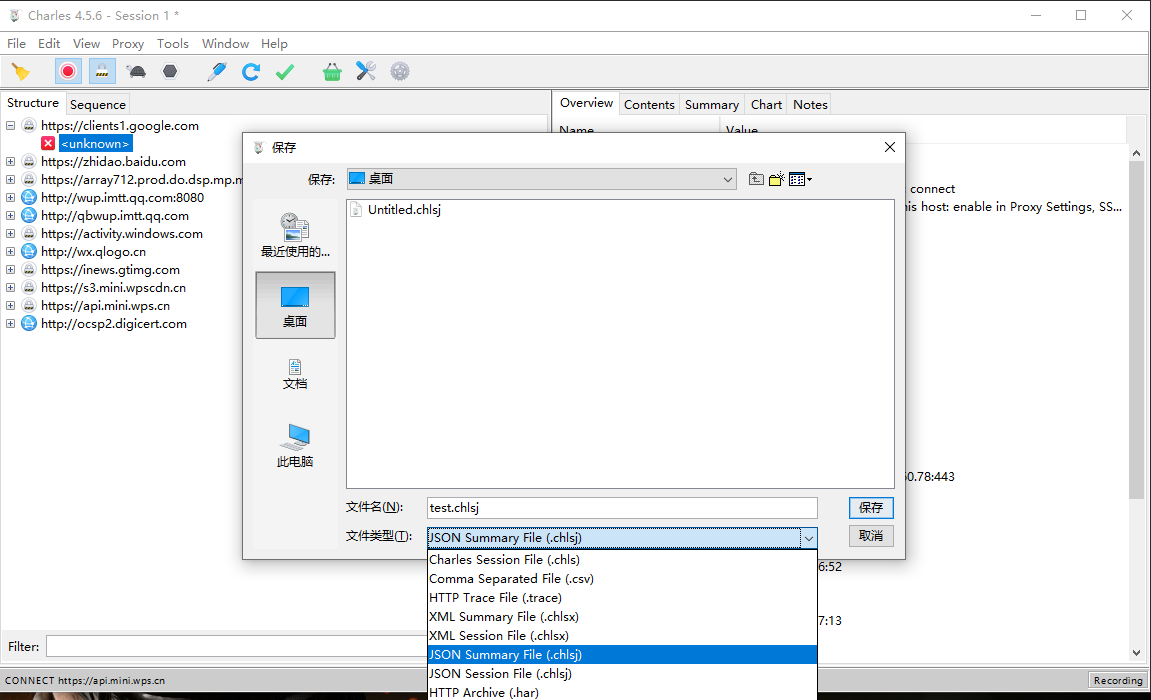 Charles 4.5.6 - Session 1 *
File Edit View Proxy Tools Window Help
Structure Sequence
https://clients1.google.com
<unknown>
https://zhidao.baidu.com
https://array712.prod.do.dsp.mp.m
http://wup.imtt.qq.com:8080
http://qbwup.imtt.qq.com
https://activity.windows.com
http://wx.qlogo.cn
https://inews.gtimg.com
https://s3.mini.wpscdn.cn
https://api.mini.wps.cn
http://ocsp2.digicert.com
Filter:
CONNECT https://api.mini.wps.cn
Overview Contents Summary Chart Notes
Name Value
connect
is host: enable in Proxy Settings, SS...
0.78:443
6:52
7:13
Recording
保存
保存: 桌面
最近使用的...
桌面
文档
此电脑
Untitled.chlsj
文件名(N): test.chlsj 保存
文件类型(T): JSON Summary File (.chlsj) 取消
Charles Session File (.chls)
Comma Separated File (.csv)
HTTP Trace File (.trace)
XML Summary File (.chlsx)
XML Session File (.chlsx)
JSON Summary File (.chlsj)
JSON Session File (.chlsj)
HTTP Archive (.har)